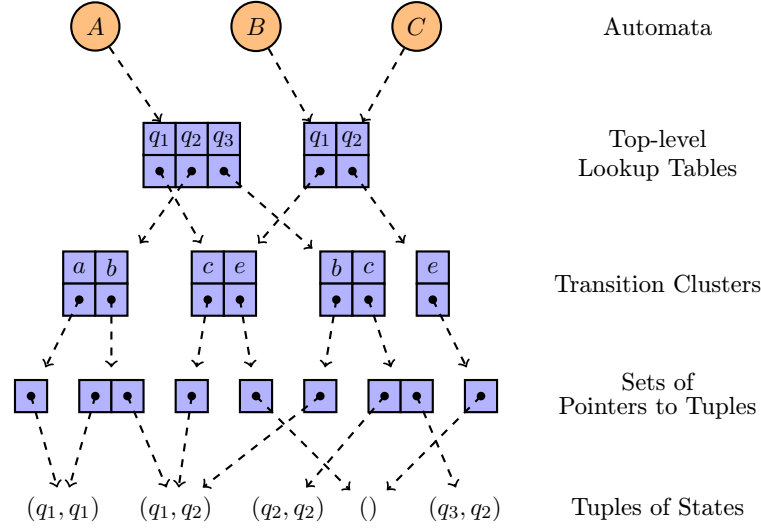 A B C Automata
q₁ q₂ q₃ q₁ q₂ Top-level
Lookup Tables
a b c e b c e Transition Clusters
Sets of
Pointers to Tuples
(q₁, q₁) (q₁, q₂) (q₂, q₂) () (q₃, q₂) Tuples of States